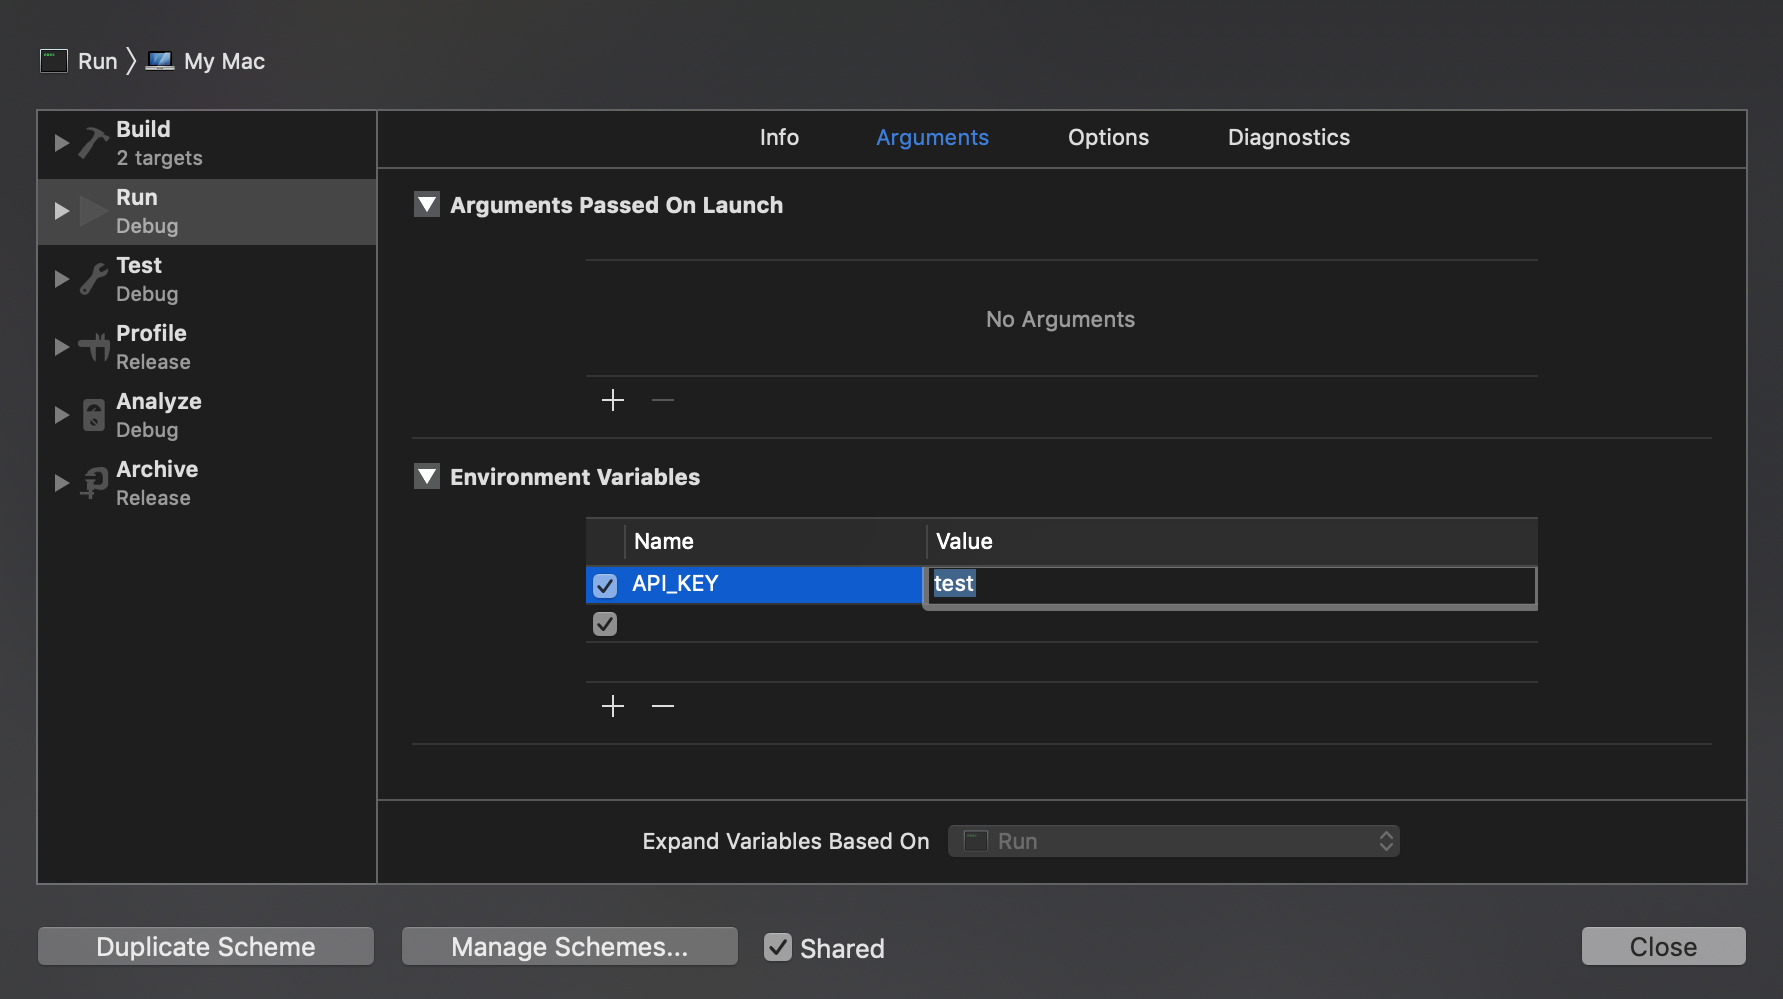 Run 〉 My Mac
Build
2 targets
Run
Debug
Test
Debug
Profile
Release
Analyze
Debug
Archive
Release
Info Arguments Options Diagnostics
Arguments Passed On Launch
No Arguments
Environment Variables
Name Value
API_KEY test
Expand Variables Based On Run
Duplicate Scheme Manage Schemes... Shared Close